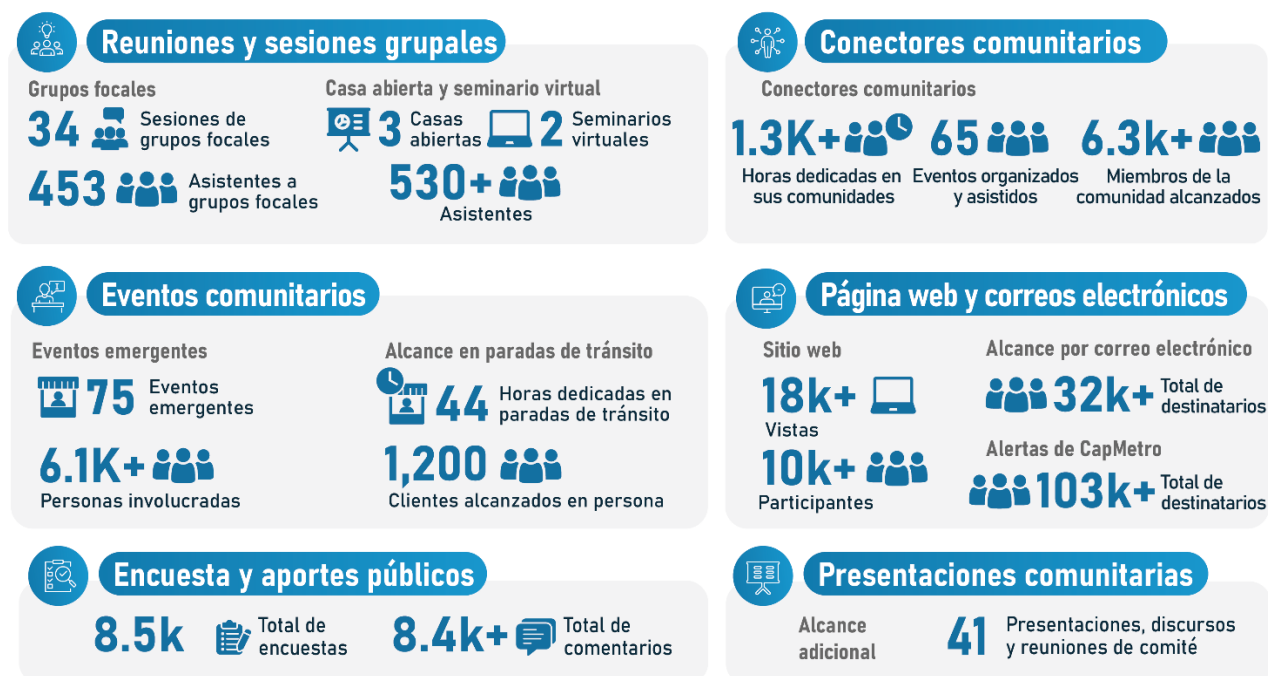 Reuniones y sesiones grupales
Grupos focales
34 Sesiones de
grupos focales
453 Asistentes a
grupos focales
Casa abierta y seminario virtual
3 Casas
abiertas
2 Seminarios
virtuales
530+
Asistentes
Conectores comunitarios
Conectores comunitarios
1.3K+
Horas dedicadas en
sus comunidades
65
Eventos organizados
y asistidos
6.3k+
Miembros de la
comunidad alcanzados
Eventos comunitarios
Eventos emergentes
75 Eventos
emergentes
6.1K+
Personas involucradas
Alcance en paradas de tránsito
44 Horas dedicadas en
paradas de tránsito
1,200
Clientes alcanzados en persona
Página web y correos electrónicos
Sitio web
18k+
Vistas
10k+
Participantes
Alcance por correo electrónico
32k+ Total de
destinatarios
Alertas de CapMetro
103k+ Total de
destinatarios
Encuesta y aportes públicos
8.5k Total de
encuestas
8.4k+ Total de
comentarios
Presentaciones comunitarias
Alcance
adicional
41 Presentaciones, discursos
y reuniones de comité